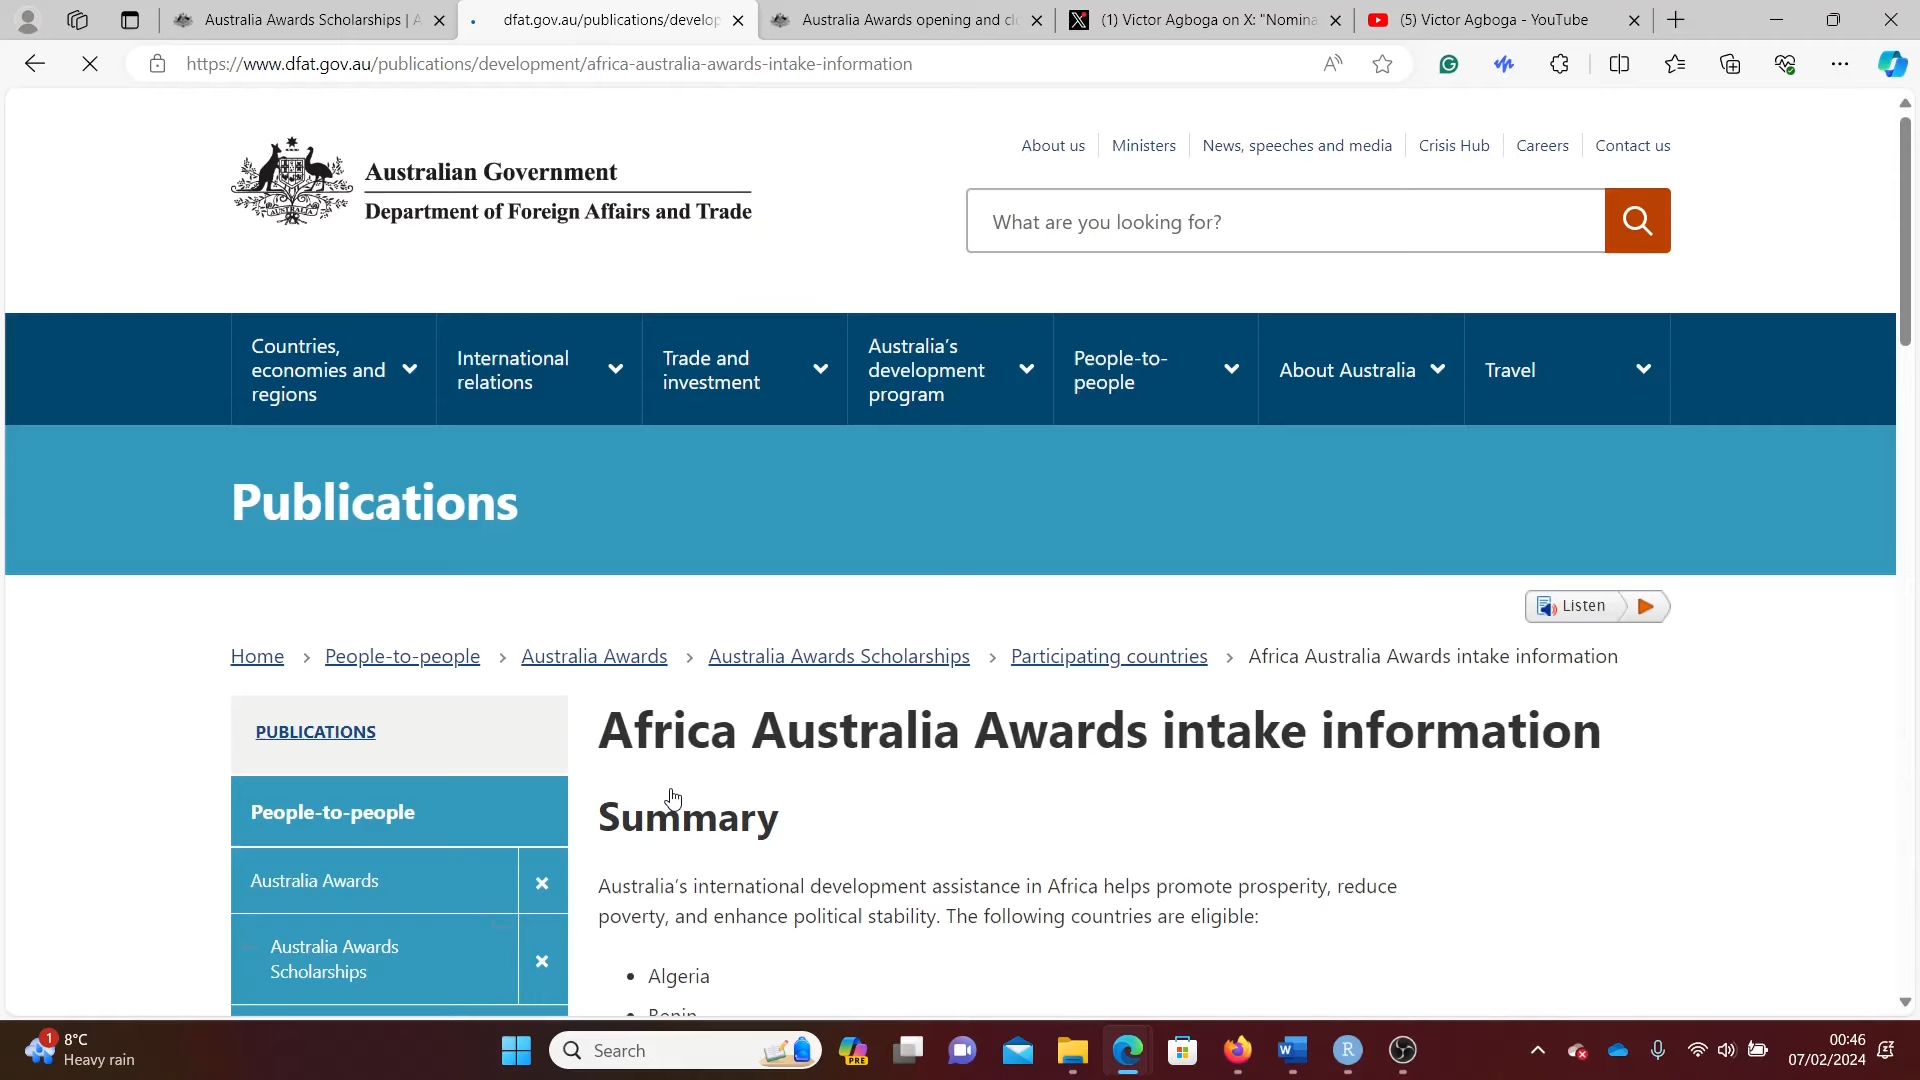 Australia Awards Scholarships | A
dfat.gov.au/publications/develop
Australia Awards opening and cl
(1) Victor Agboga on X: "Nomina
(5) Victor Agboga - YouTube
https://www.dfat.gov.au/publications/development/africa-australia-awards-intake-information
About us
Ministers
News, speeches and media
Crisis Hub
Careers
Contact us
AUSTRALIA
Australian Government
Department of Foreign Affairs and Trade
What are you looking for?
Countries,
economies and
regions
International
relations
Trade and
investment
Australia's
development
program
People-to-
people
About Australia
Travel
Publications
Listen
Home › People-to-people › Australia Awards › Australia Awards Scholarships › Participating countries › Africa Australia Awards intake information
PUBLICATIONS
People-to-people
Australia Awards
Australia Awards
Scholarships
Africa Australia Awards intake information
Summary
Australia's international development assistance in Africa helps promote prosperity, reduce
poverty, and enhance political stability. The following countries are eligible:
• Algeria
• Benin
1
8°C
Heavy rain
Search
PRE
00:46
07/02/2024